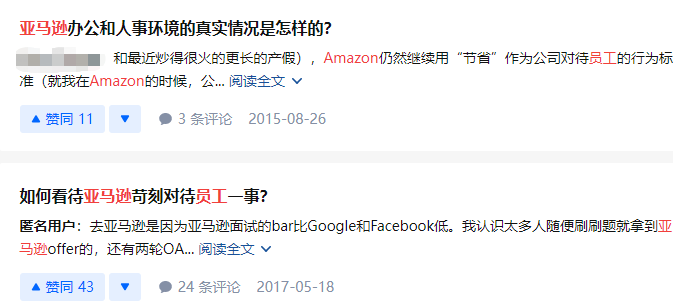 亚马逊办公和人事环境的真实情况是怎样的?
和最近炒得很火的更长的产假），Amazon仍然继续用“节省”作为公司对待员工的行为标
准（就我在Amazon的时候，公... 阅读全文
赞同 11 3 条评论 2015-08-26
如何看待亚马逊苛刻对待员工一事?
匿名用户：去亚马逊是因为亚马逊面试的bar比Google和Facebook低。我认识太多人随便刷刷题就拿到亚
马逊offer的，还有两轮OA... 阅读全文
赞同 43 24 条评论 2017-05-18